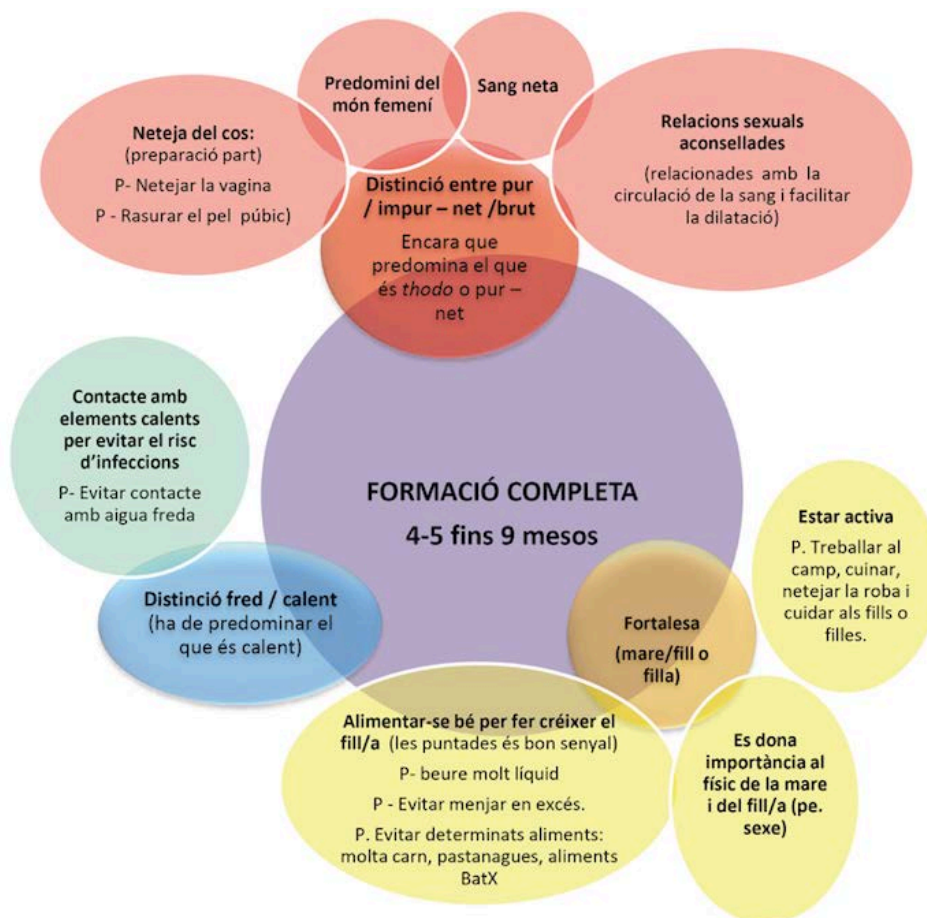 Predomini del
món femení
Sang neta
Neteja del cos:
(preparació part)
P- Netejar la vagina
P - Rasurar el pel púbic)
Relacions sexuals
aconsellades
(relacionades amb la
circulació de la sang i facilitar
la dilatació)
Distinció entre pur
/ impur – net /brut
Encara que
predomina el que
és thodo o pur –
net
Contacte amb
elements calents
per evitar el risc
d'infeccions
P- Evitar contacte
amb aigua freda
FORMACIÓ COMPLETA
4-5 fins 9 mesos
Estar activa
P. Treballar al
camp, cuinar,
netejar la roba i
cuidar als fills o
filles.
Distinció fred / calent
(ha de predominar el
que és calent)
Fortalesa
(mare/fill o
filla)
Alimentar-se bé per fer créixer el
fill/a (les puntades és bon senyal)
P- beure molt líquid
P - Evitar menjar en excés.
P. Evitar determinats aliments:
molta carn, pastanagues, aliments
BatX
Es dona
importància al
físic de la mare
i del fill/a (pe.
sexe)